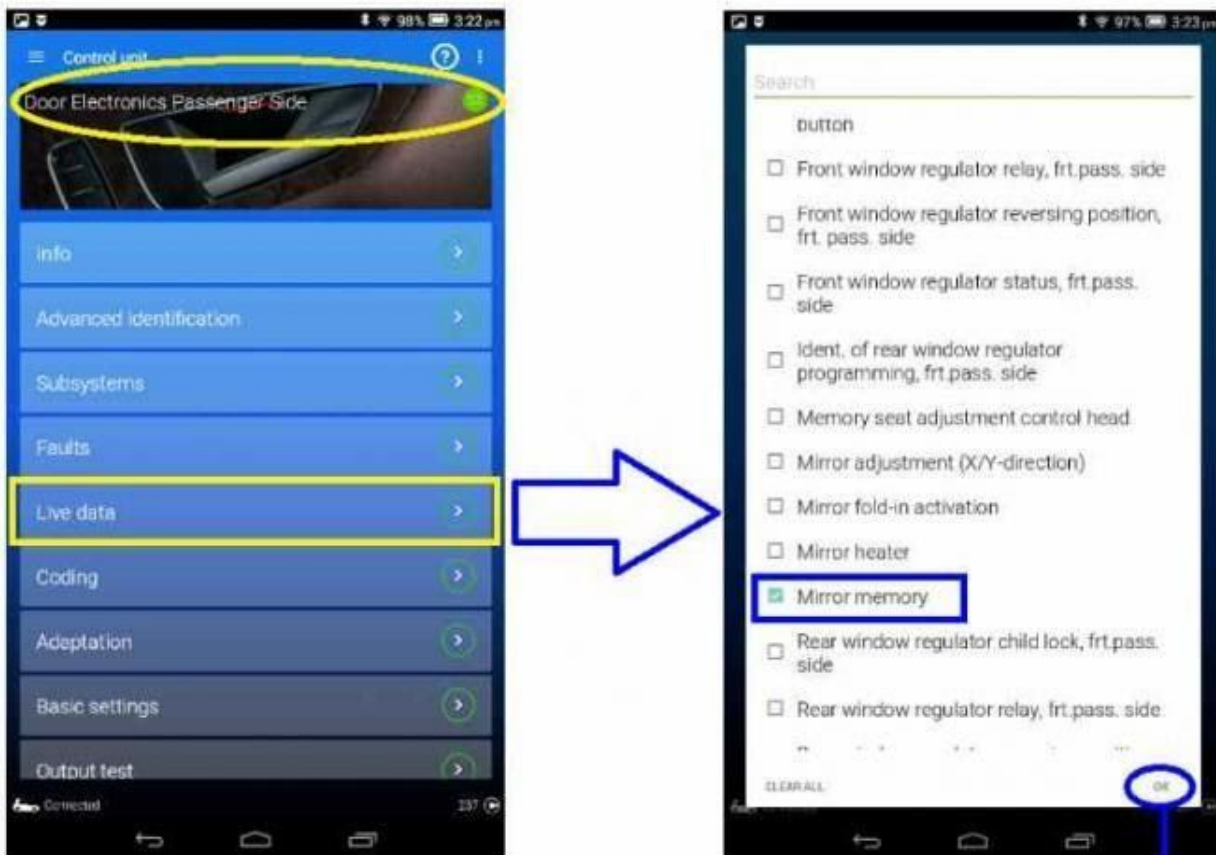 98% 3:22 pm
Control unit
Door Electronics Passenger Side
info
Advanced identification
Subsystems
Faults
Live data
Coding
Adaptation
Basic settings
Output test
Connected
237
97% 3:23 pm
Search
button
Front window regulator relay, frt.pass. side
Front window regulator reversing position,
frt. pass. side
Front window regulator status, frt.pass.
side
Ident. of rear window regulator
programming, frt.pass. side
Memory seat adjustment control head
Mirror adjustment (X/Y-direction)
Mirror fold-in activation
Mirror heater
Mirror memory
Rear window regulator child lock, frt.pass.
side
Rear window regulator relay, frt.pass. side
CLEAR ALL
OK